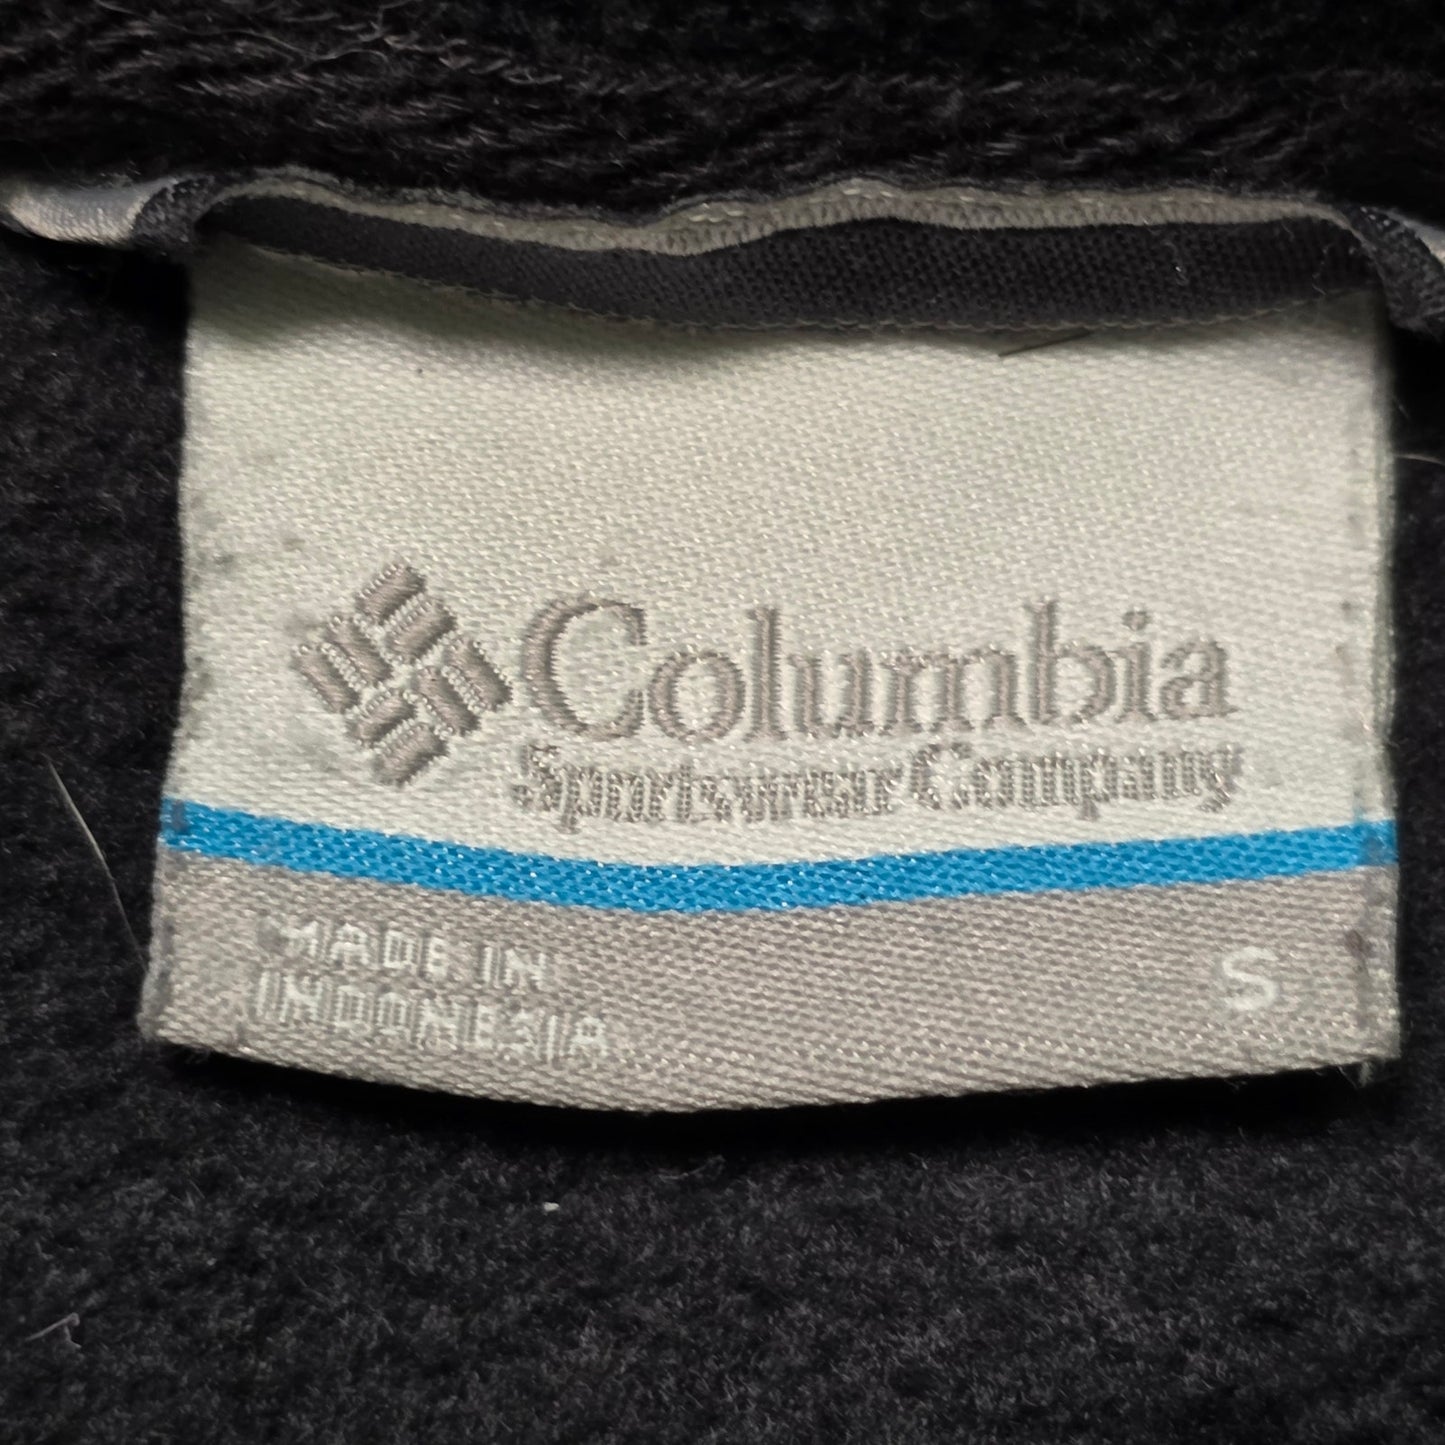 Columbia
Sportswear Company
MADE IN
INDONESIA
S